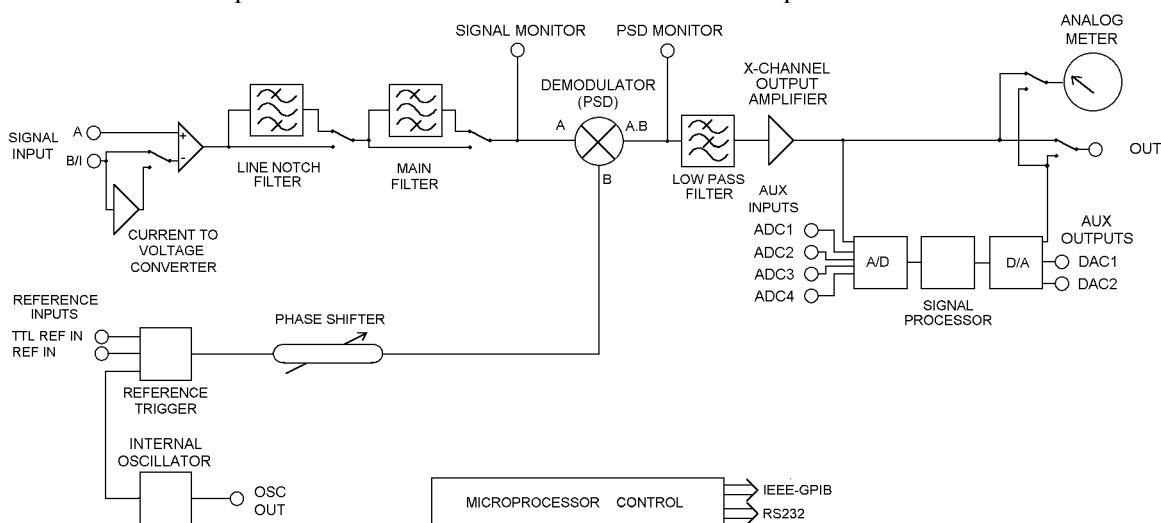 ANALOG
METER
SIGNAL MONITOR
PSD MONITOR
X-CHANNEL
OUTPUT
AMPLIFIER
DEMODULATOR
(PSD)
SIGNAL
INPUT
A
B/I
+
-
A
A.B
B
OUT
LINE NOTCH
FILTER
MAIN
FILTER
LOW PASS
FILTER
CURRENT TO
VOLTAGE
CONVERTER
AUX
INPUTS
ADC1
ADC2
ADC3
ADC4
A/D
SIGNAL
PROCESSOR
D/A
AUX
OUTPUTS
DAC1
DAC2
REFERENCE
INPUTS
TTL REF IN
REF IN
PHASE SHIFTER
REFERENCE
TRIGGER
INTERNAL
OSCILLATOR
OSC
OUT
MICROPROCESSOR CONTROL
IEEE-GPIB
RS232